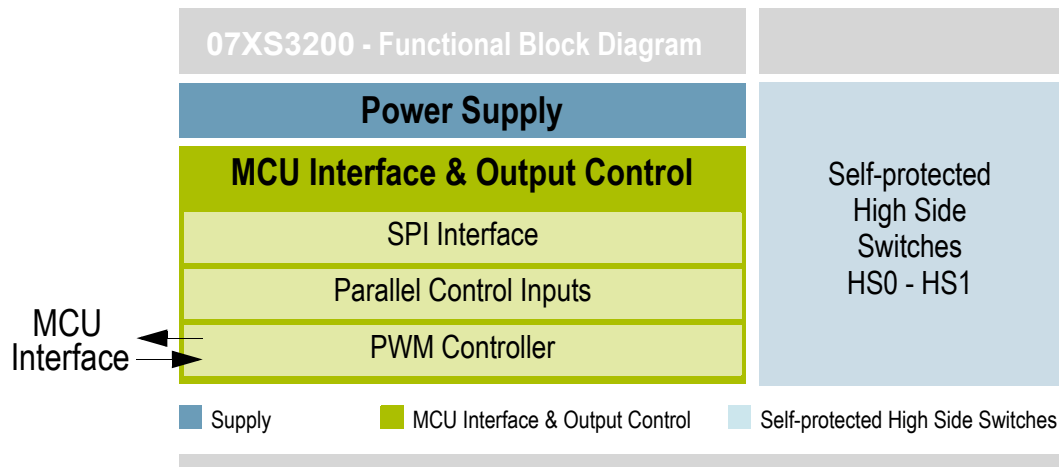 07XS3200 - Functional Block Diagram
Power Supply
MCU Interface & Output Control
SPI Interface
Parallel Control Inputs
PWM Controller
MCU
Interface
Self-protected
High Side
Switches
HS0 - HS1
Supply
MCU Interface & Output Control
Self-protected High Side Switches